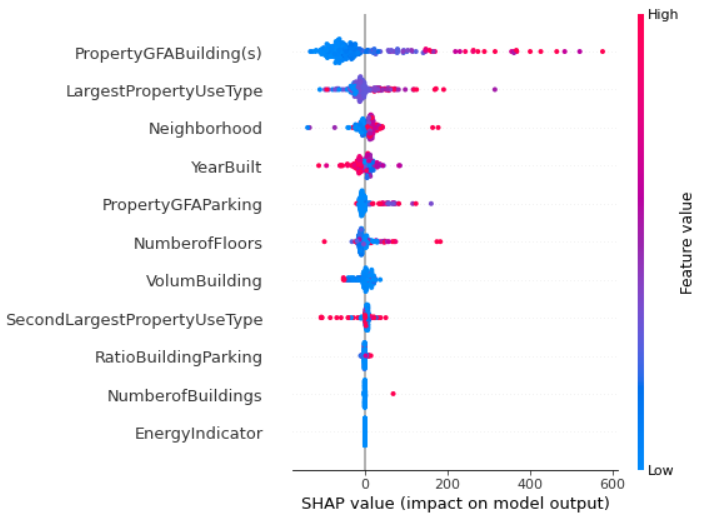 High
PropertyGFABuilding(s)
LargestPropertyUseType
Neighborhood
YearBuilt
PropertyGFAParking
NumberofFloors
VolumBuilding
SecondLargestPropertyUseType
RatioBuildingParking
NumberofBuildings
EnergyIndicator
Feature value
Low
0 200 400 600
SHAP value (impact on model output)